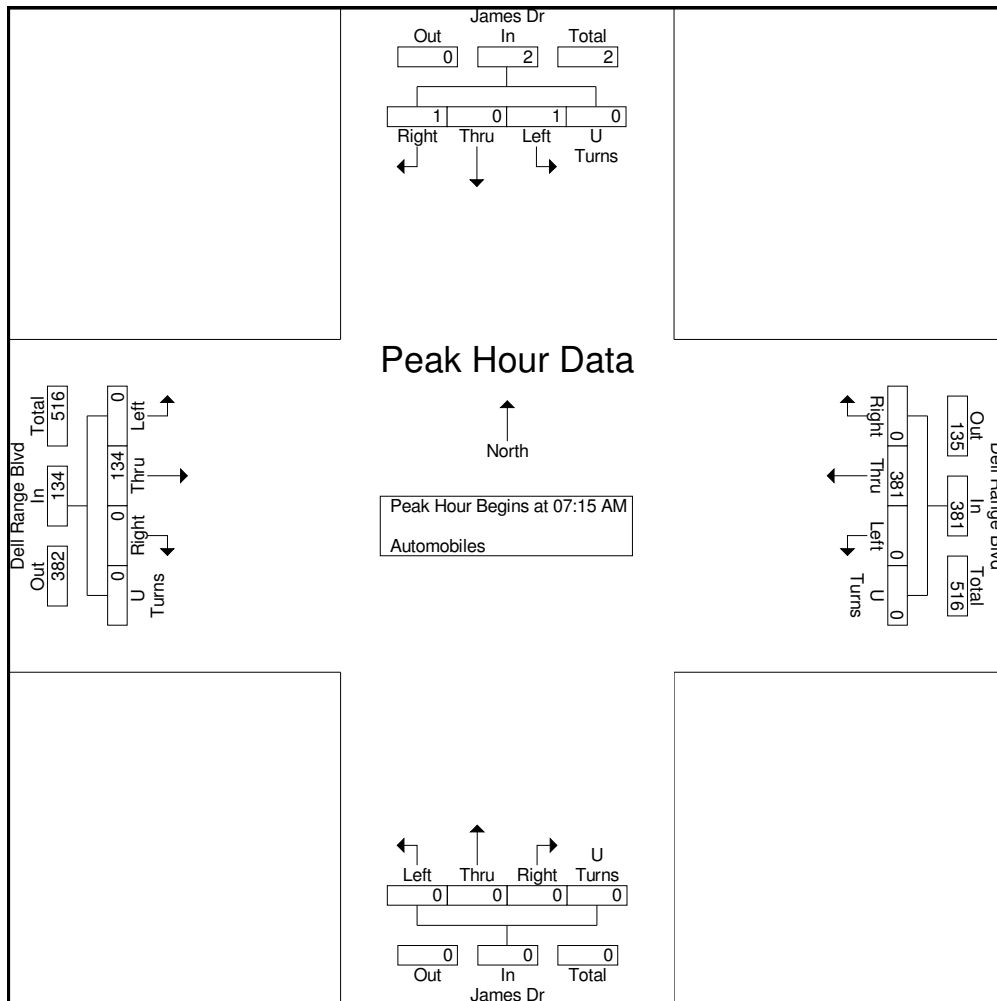 James Dr
Out In Total
0 2 2
1 0 1 0
Right Thru Left U
Turns
Peak Hour Data
North
Peak Hour Begins at 07:15 AM
Automobiles
Dell Range Blvd
Out In Total
382 134 516
0 134 0 0
Left Thru Right U
Turns
Dell Range Blvd
Out In Total
135 381 516
0 381 0 0
Right Thru Left U
Turns
U
Left Thru Right Turns
0 0 0 0
0 0 0
Out In Total
James Dr